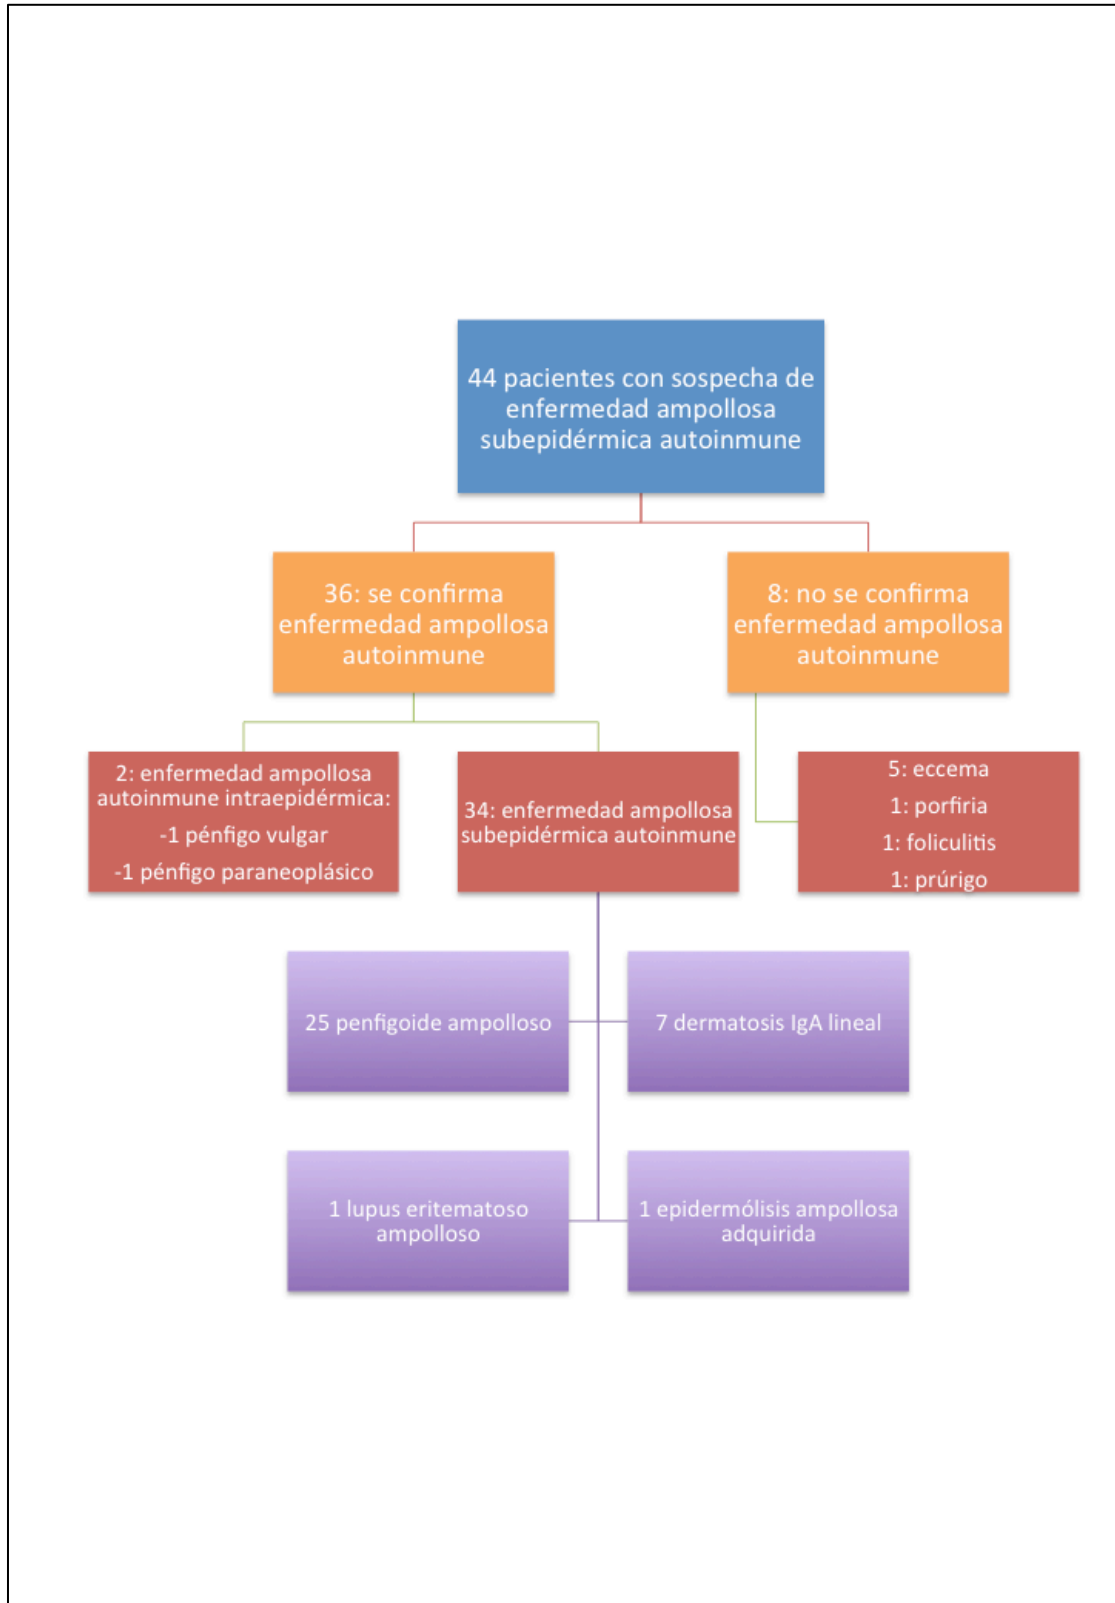 44 pacientes con sospecha de
enfermedad ampollosa
subepidérmica autoinmune
36: se confirma
enfermedad ampollosa
autoinmune
8: no se confirma
enfermedad ampollosa
autoinmune
2: enfermedad ampollosa
autoinmune intraepidérmica:
-1 pénfigo vulgar
-1 pénfigo paraneoplásico
34: enfermedad ampollosa
subepidérmica autoinmune
5: eccema
1: porfiria
1: foliculitis
1: prúrigo
25 penfigoide ampolloso
7 dermatosis IgA lineal
1 lupus eritematoso
ampolloso
1 epidermólisis ampollosa
adquirida